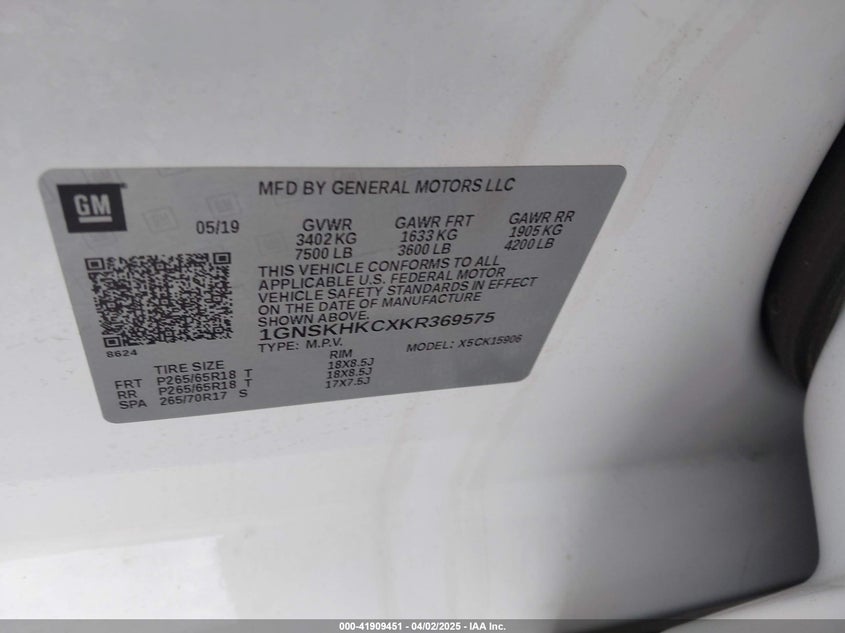 GM
MFD BY GENERAL MOTORS LLC
05/19 GVWR GAWR FRT GAWR RR
3402 KG 1633 KG 1905 KG
7500 LB 3600 LB 4200 LB
THIS VEHICLE CONFORMS TO ALL
APPLICABLE U.S. FEDERAL MOTOR
VEHICLE SAFETY STANDARDS IN EFFECT
ON THE DATE OF MANUFACTURE
SHOWN ABOVE.
1GNSKHKCXKR369575
8624
TYPE: M.P.V. MODEL: X5CK15906
TIRE SIZE RIM
FRT P265/65R18 T 18X8.5J
RR P265/65R18 T 18X8.5J
SPA 265/70R17 S 17X7.5J
000-41909451 - 04/02/2025 - IAA Inc.